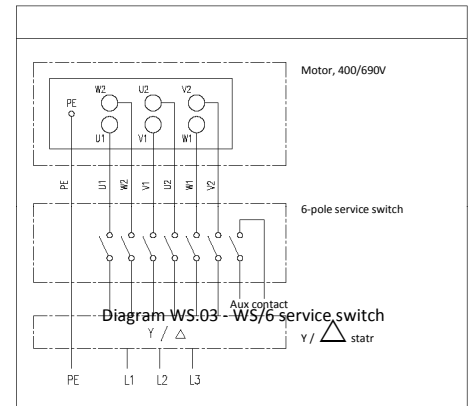 Motor, 400/690V
W2 U2 V2
PE
U1 V1 W1
PE U1 W2 V1 U2 W1 V2
6-pole service switch
Aux contact
Diagram WS.03 - WS/6 service switch
Y / △
Y / △ statr
PE L1 L2 L3